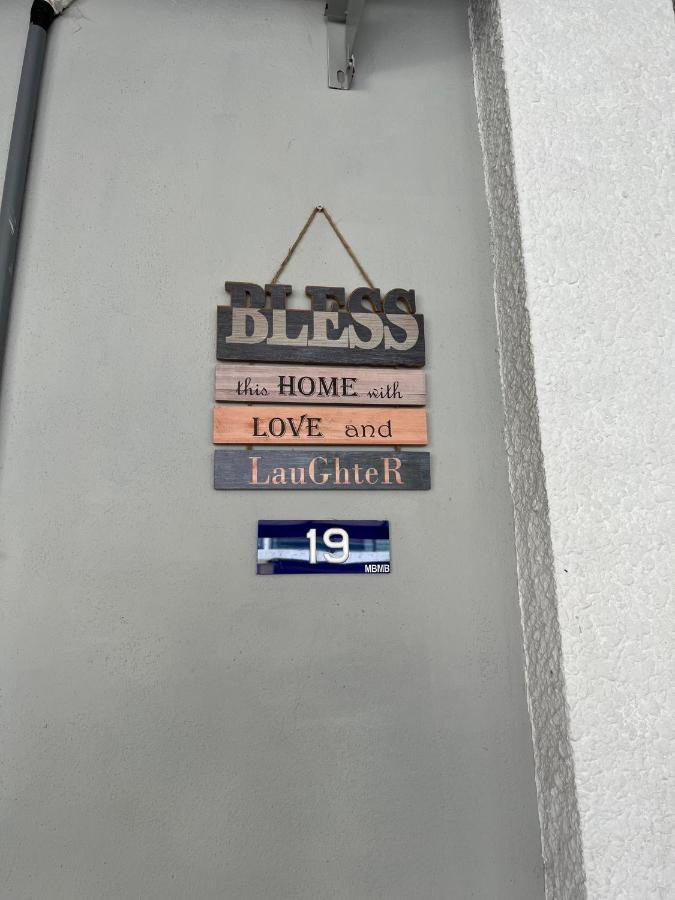 BLESS
this HOME with
LOVE and
LauGhteR
19
MBMB